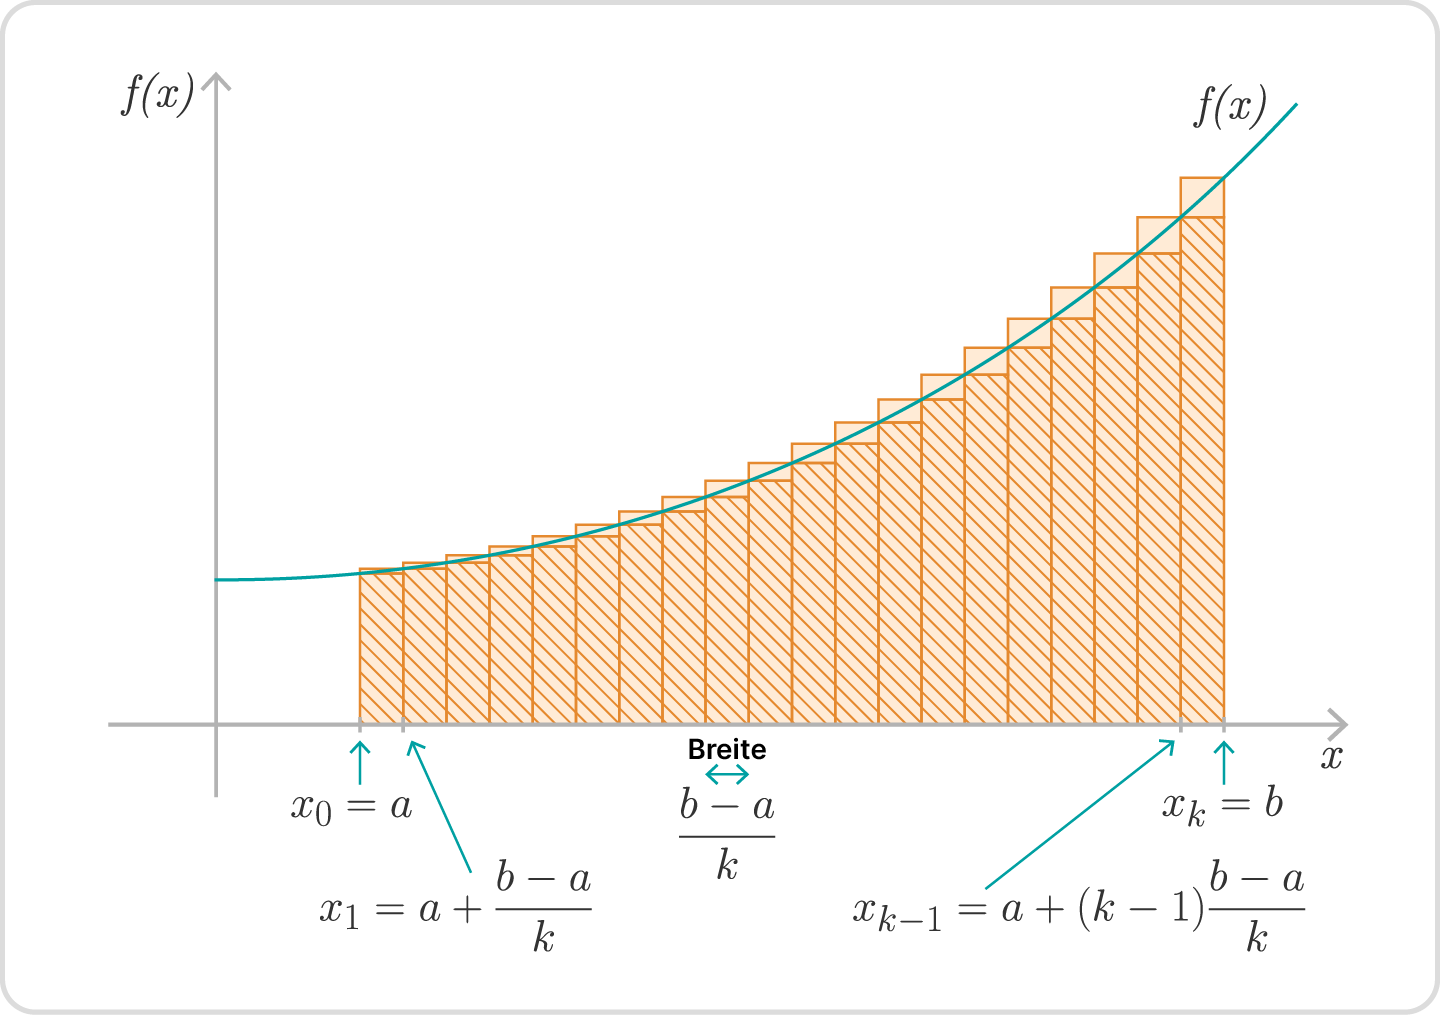 f(x)
f(x)
Breite
x
x₀ = a
(b − a)/k
xₖ = b
x₁ = a + (b − a)/k
xₖ₋₁ = a + (k − 1)(b − a)/k